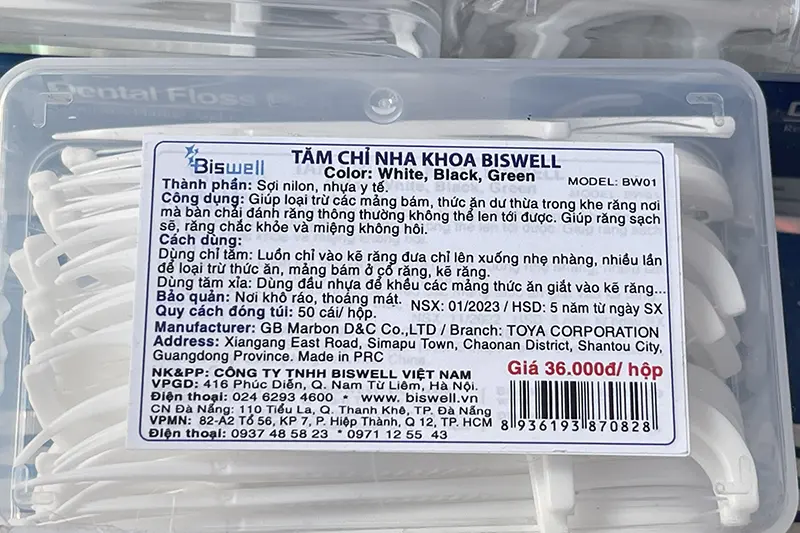 Dental Floss
Biswell
TĂM CHỈ NHA KHOA BISWELL
Color: White, Black, Green
MODEL: BW01
Thành phần: Sợi nilon, nhựa y tế.
Công dụng: Giúp loại trừ các mảng bám, thức ăn dư thừa trong khe răng nơi
mà bàn chải đánh răng thông thường không thể len tới được. Giúp răng sạch
sẽ, răng chắc khỏe và miệng không hôi.
Cách dùng:
Dùng chỉ tăm: Luồn chỉ vào kẽ răng đưa chỉ lên xuống nhẹ nhàng, nhiều lần
để loại trừ thức ăn, mảng bám ở cổ răng, kẽ răng.
Dùng tăm xỉa: Dùng đầu nhựa để khều các mảng thức ăn giắt vào kẽ răng...
Bảo quản: Nơi khô ráo, thoáng mát.
NSX: 01/2023 / HSD: 5 năm từ ngày SX
Quy cách đóng túi: 50 cái/ hộp.
Manufacturer: GB Marbon D&C Co.,LTD / Branch: TOYA CORPORATION
Address: Xiangang East Road, Simapu Town, Chaonan District, Shantou City,
Guangdong Province. Made in PRC
Giá 36.000đ/ hộp
NK&PP: CÔNG TY TNHH BISWELL VIỆT NAM
VPGD: 416 Phúc Diễn, Q. Nam Từ Liêm, Hà Nội.
Điện thoại: 024 6293 4600 * www.biswell.vn
CN Đà Nẵng: 110 Tiểu La, Q. Thanh Khê, TP. Đà Nẵng
VPMN: 82-A2 Tổ 56, KP 7, P. Hiệp Thành, Q 12, TP. HCM
Điện thoại: 0937 48 58 23 * 0971 12 55 43
8 936193 870828